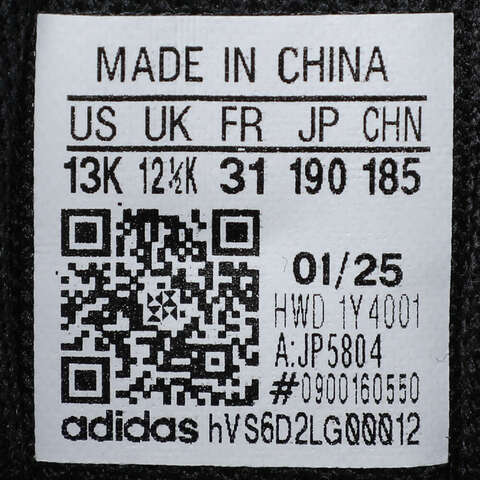 MADE IN CHINA
US UK FR JP CHN
13K 12½K 31 190 185
01/25
HWD 1Y4001
A:JP5804
#0900160550
adidas hVS6D2LG00012